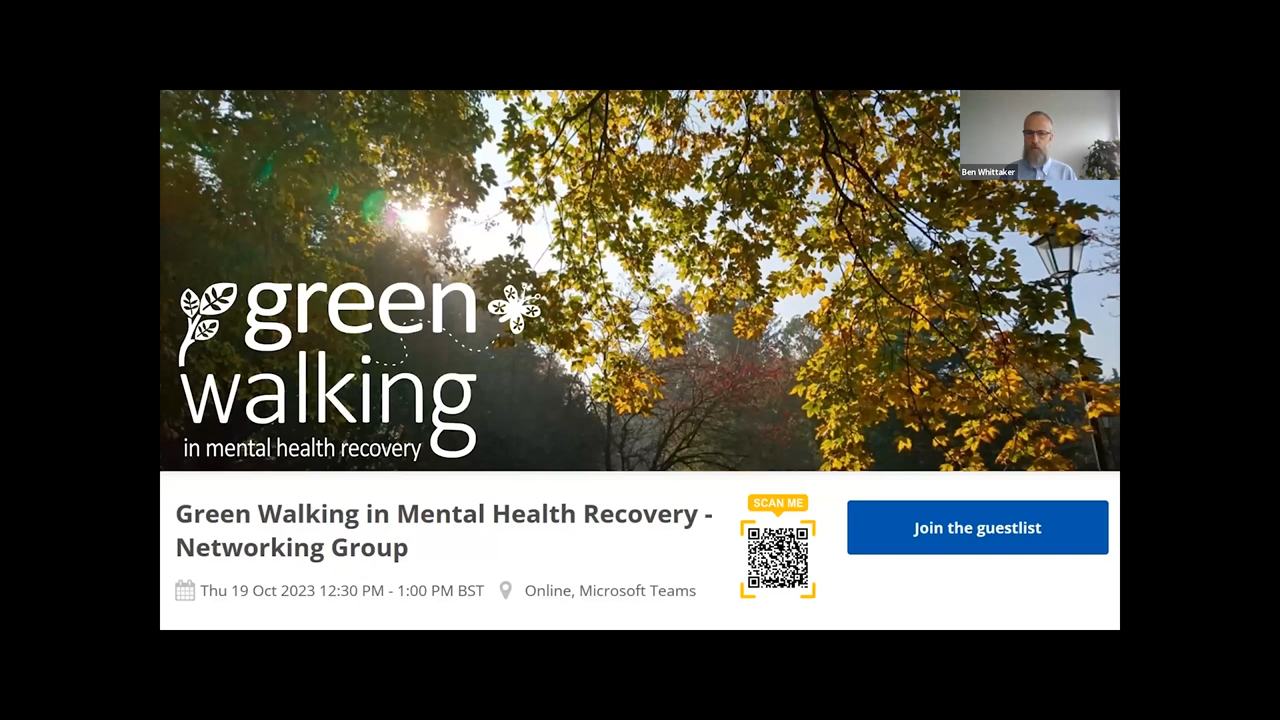 Ben Whittaker
green
walking
in mental health recovery
Green Walking in Mental Health Recovery -
Networking Group
SCAN ME
Join the guestlist
Thu 19 Oct 2023 12:30 PM - 1:00 PM BST
Online, Microsoft Teams